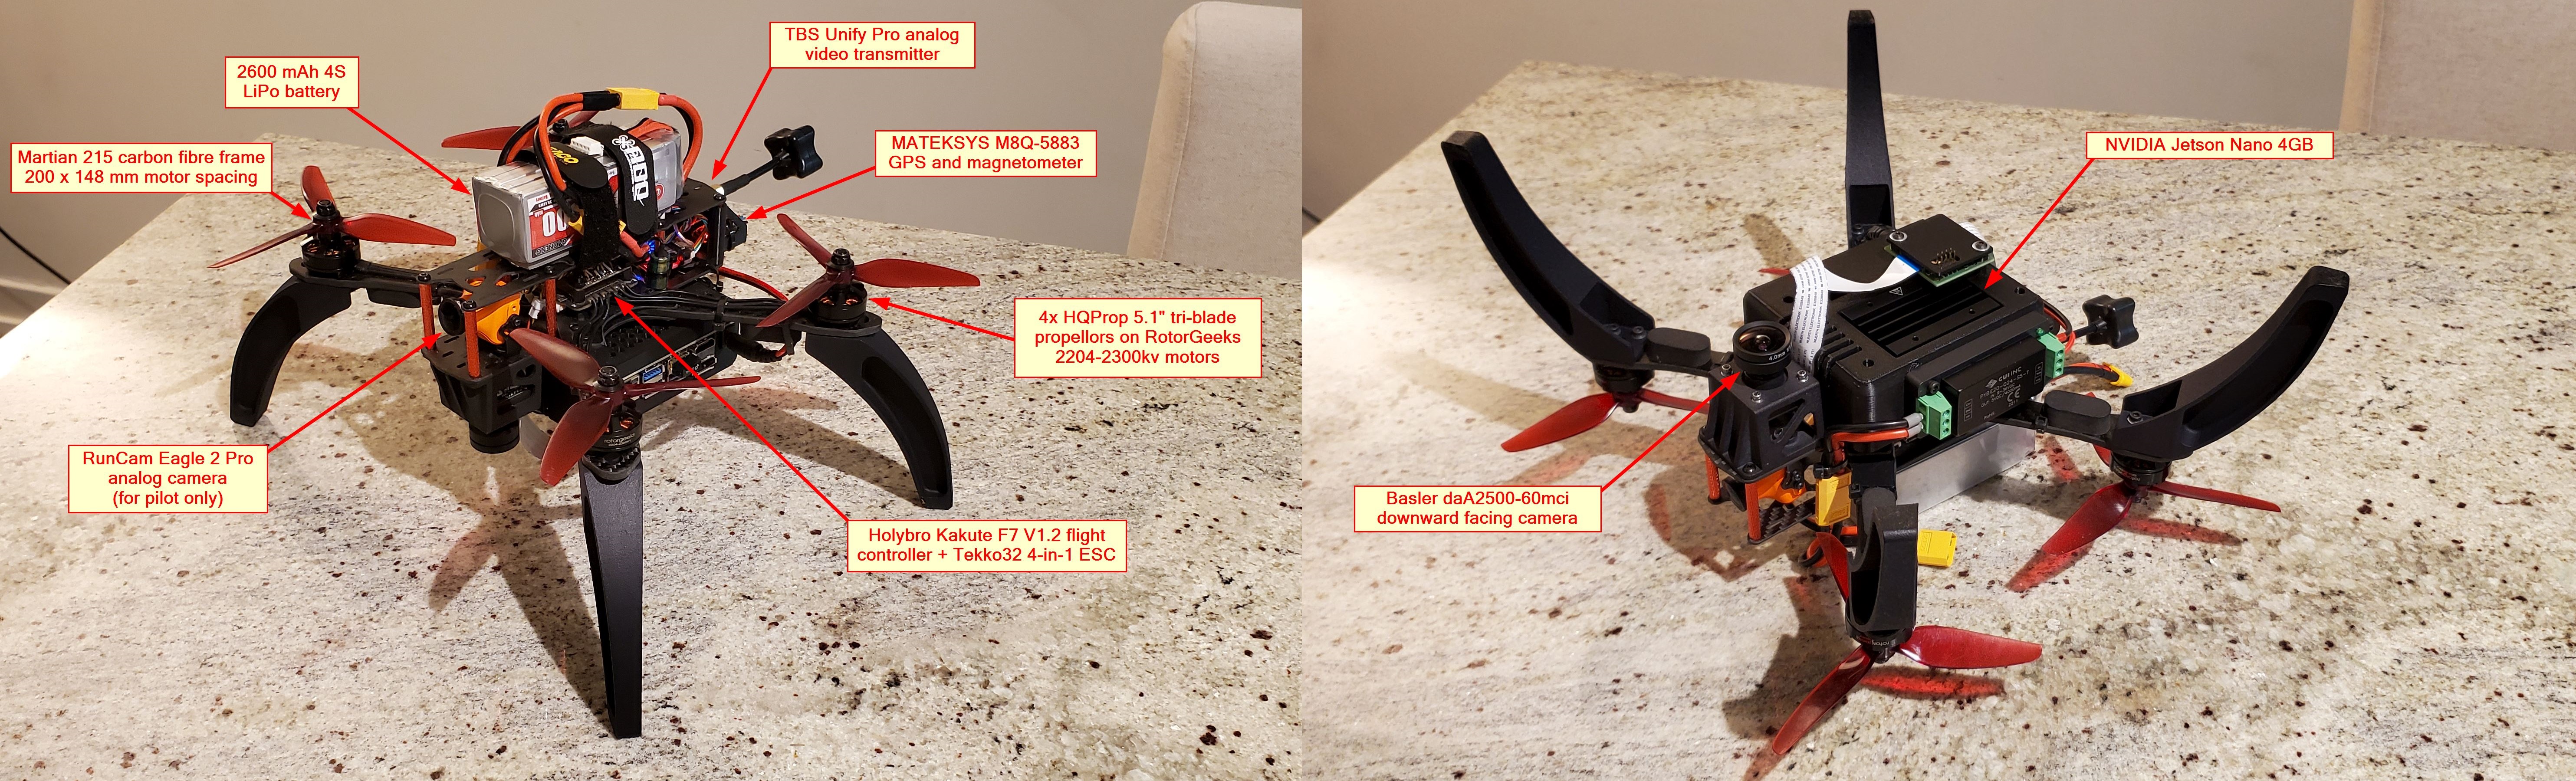 TBS Unify Pro analog
video transmitter
2600 mAh 4S
LiPo battery
MATEKSYS M8Q-5883
GPS and magnetometer
Martian 215 carbon fibre frame
200 x 148 mm motor spacing
4x HQProp 5.1" tri-blade
propellors on RotorGeeks
2204-2300kv motors
RunCam Eagle 2 Pro
analog camera
(for pilot only)
Holybro Kakute F7 V1.2 flight
controller + Tekko32 4-in-1 ESC
NVIDIA Jetson Nano 4GB
Basler daA2500-60mci
downward facing camera
CUI INC
CE